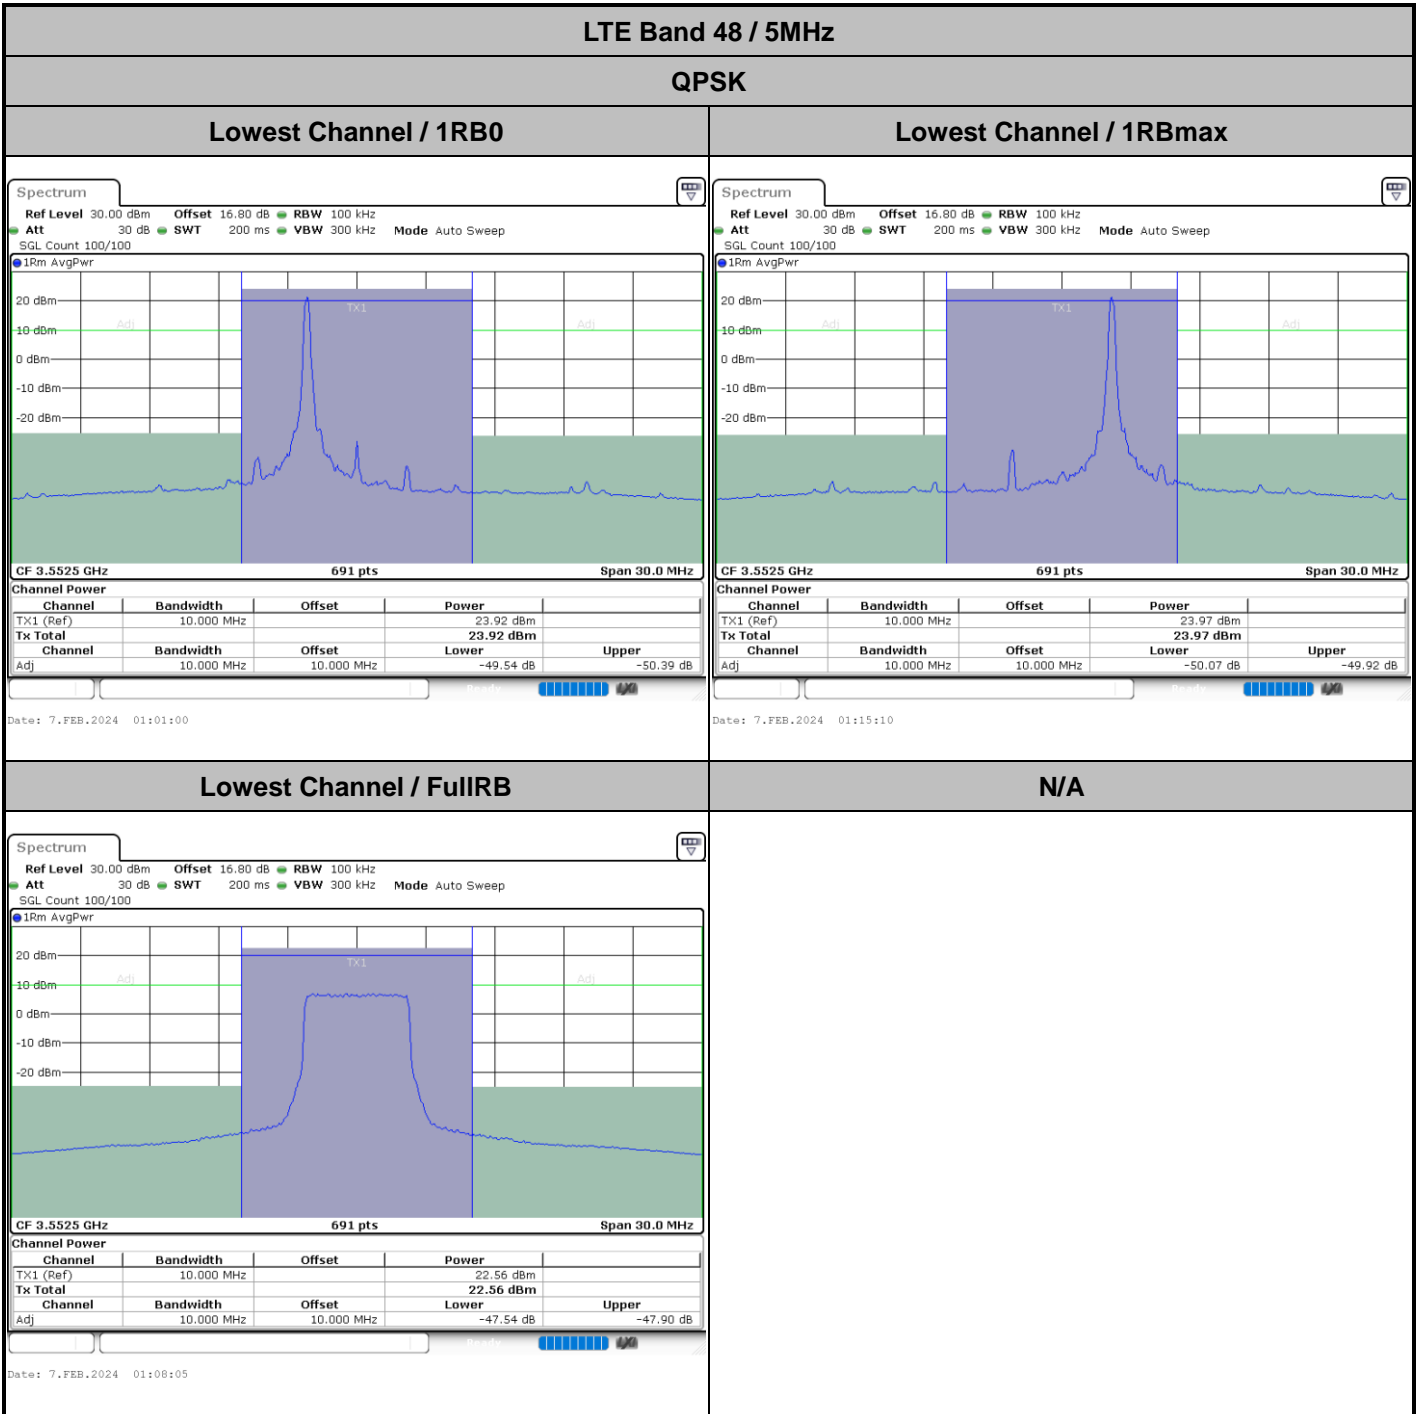 LTE Band 48 / 5MHz
QPSK
Lowest Channel / 1RB0
Lowest Channel / 1RBmax
Spectrum
Ref Level 30.00 dBm Offset 16.80 dB RBW 100 kHz
Att 30 dB SWT 200 ms VBW 300 kHz Mode Auto Sweep
SGL Count 100/100
1Rm AvgPwr
TX1
20 dBm
Adj
Adj
10 dBm
0 dBm
-10 dBm
-20 dBm
CF 3.5525 GHz 691 pts Span 30.0 MHz
Channel Power
Channel Bandwidth Offset Power
TX1 (Ref) 10.000 MHz 23.92 dBm
Tx Total 23.92 dBm
Channel Bandwidth Offset Lower Upper
Adj 10.000 MHz 10.000 MHz -49.54 dB -50.39 dB
Ready
Date: 7.FEB.2024 01:01:00
Spectrum
Ref Level 30.00 dBm Offset 16.80 dB RBW 100 kHz
Att 30 dB SWT 200 ms VBW 300 kHz Mode Auto Sweep
SGL Count 100/100
1Rm AvgPwr
20 dBm
TX1
Adj
Adj
10 dBm
0 dBm
-10 dBm
-20 dBm
CF 3.5525 GHz 691 pts Span 30.0 MHz
Channel Power
Channel Bandwidth Offset Power
TX1 (Ref) 10.000 MHz 23.97 dBm
Tx Total 23.97 dBm
Channel Bandwidth Offset Lower Upper
Adj 10.000 MHz 10.000 MHz -50.07 dB -49.92 dB
Ready
Date: 7.FEB.2024 01:15:10
Lowest Channel / FullRB
N/A
Spectrum
Ref Level 30.00 dBm Offset 16.80 dB RBW 100 kHz
Att 30 dB SWT 200 ms VBW 300 kHz Mode Auto Sweep
SGL Count 100/100
1Rm AvgPwr
20 dBm
TX1
Adj
Adj
10 dBm
0 dBm
-10 dBm
-20 dBm
CF 3.5525 GHz 691 pts Span 30.0 MHz
Channel Power
Channel Bandwidth Offset Power
TX1 (Ref) 10.000 MHz 22.56 dBm
Tx Total 22.56 dBm
Channel Bandwidth Offset Lower Upper
Adj 10.000 MHz 10.000 MHz -47.54 dB -47.90 dB
Ready
Date: 7.FEB.2024 01:08:05